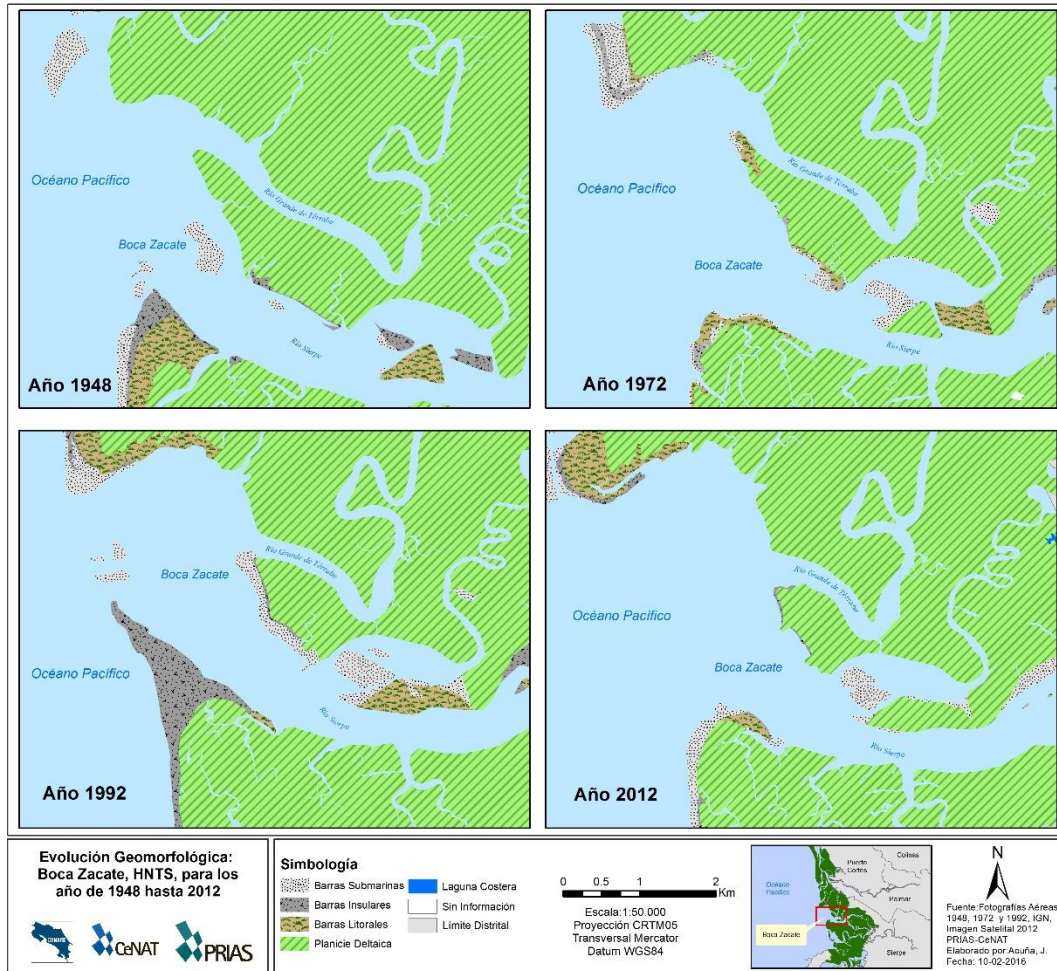 Océano Pacífico
Boca Zacate
Río Grande de Térraba
Río Sierpe
Año 1948
Océano Pacífico
Boca Zacate
Río Grande de Térraba
Río Sierpe
Año 1972
Boca Zacate
Río Grande de Térraba
Océano Pacífico
Río Sierpe
Año 1992
Océano Pacífico
Río Grande de Térraba
Boca Zacate
Río Sierpe
Año 2012
Evolución Geomorfológica:
Boca Zacate, HNTS, para los
año de 1948 hasta 2012
CeNAT
PRIAS
Simbología
Barras Submarinas
Barras Insulares
Barras Litorales
Planicie Deltaica
Laguna Costera
Sin Información
Límite Distrital
0 0.5 1 2
Km
Escala:1:50.000
Proyección CRTM05
Transversal Mercator
Datum WGS84
Océano
Pacífico
Puerto
Cortés
Colinas
Palmar
Boca Zacate
Sierpe
N
Fuente:Fotografías Aéreas
1948, 1972 y 1992, IGN,
Imagen Satelital 2012
PRIAS-CeNAT
Elaborado por:Acuña, J.
Fecha: 10-02-2016